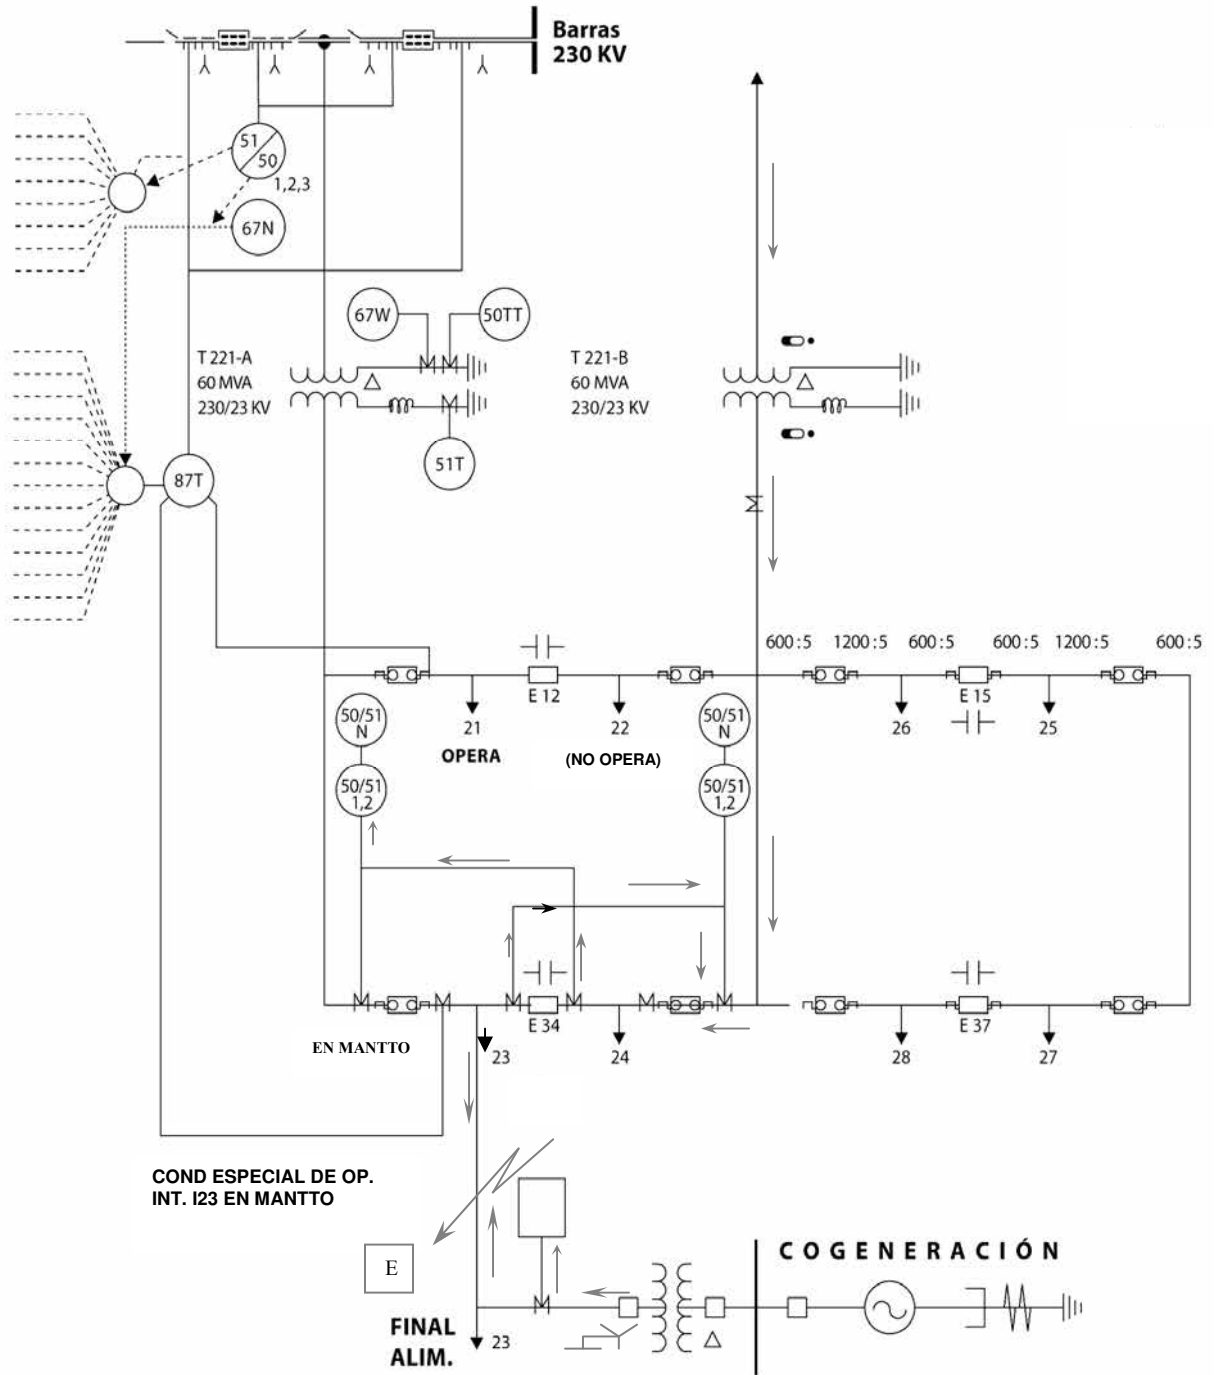 Barras
230 KV
51
50
1,2,3
67N
67W
50TT
T 221-A
60 MVA
230/23 KV
T 221-B
60 MVA
230/23 KV
51T
87T
600:5
1200:5
600:5
600:5
1200:5
600:5
E 12
E 15
50/51
N
21
22
50/51
N
26
25
OPERA
(NO OPERA)
50/51
1,2
50/51
1,2
E 34
E 37
EN MANTTO
23
24
28
27
COND ESPECIAL DE OP.
INT. I23 EN MANTTO
E
COGENERACIÓN
FINAL
ALIM.
23